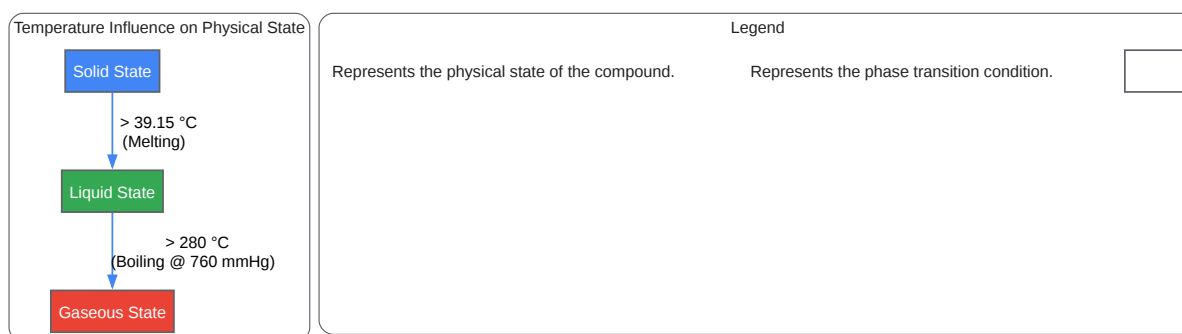 Temperature Influence on Physical State
Solid State
> 39.15 °C
(Melting)
Liquid State
> 280 °C
(Boiling @ 760 mmHg)
Gaseous State
Legend
Represents the physical state of the compound.
Represents the phase transition condition.